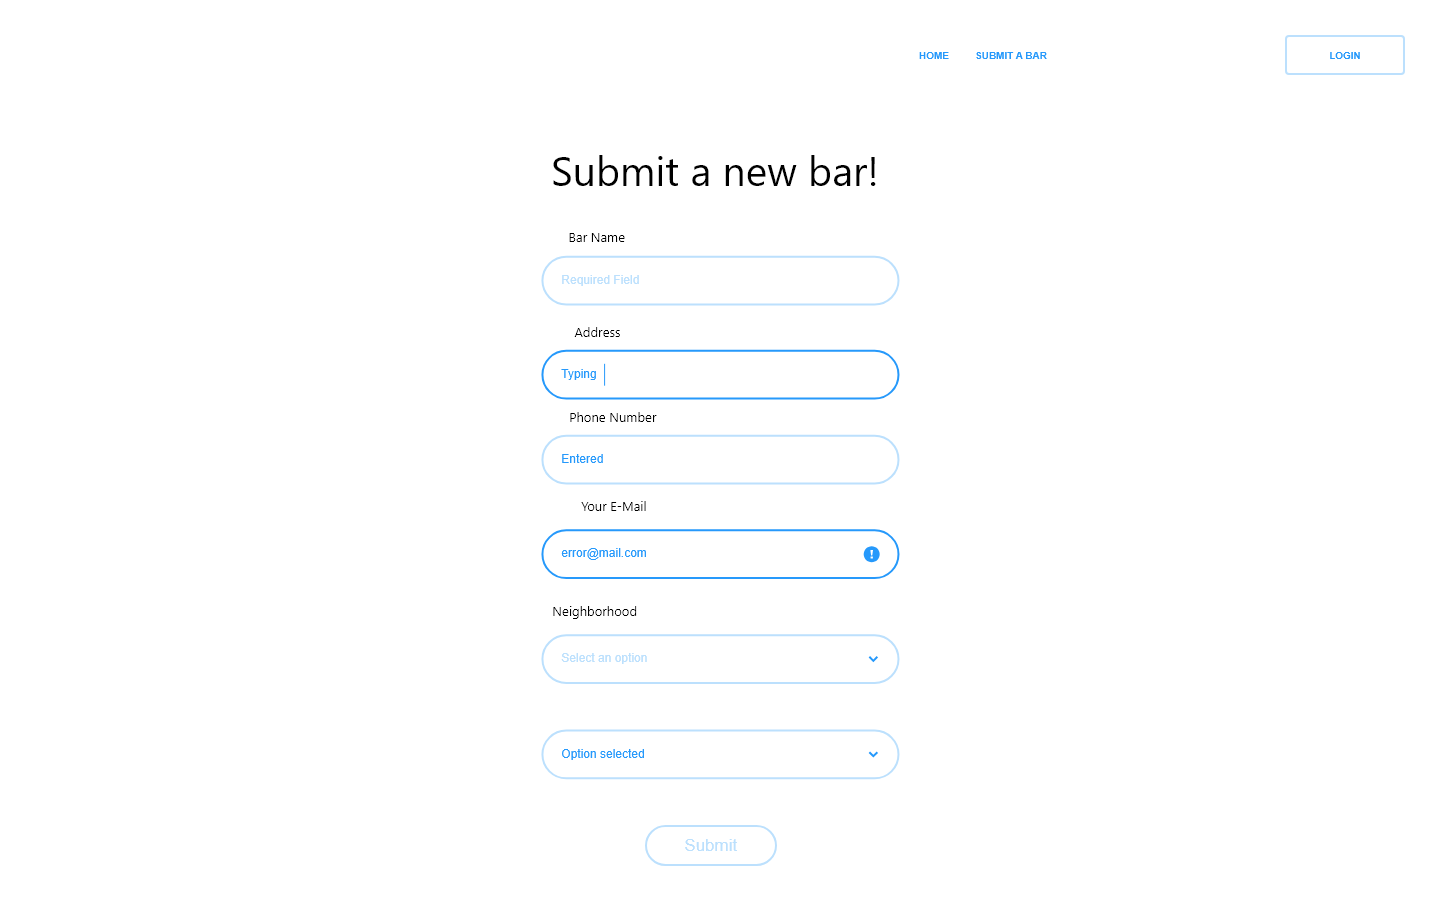 HOME SUBMIT A BAR LOGIN
Submit a new bar!
Bar Name
Required Field
Address
Typing
Phone Number
Entered
Your E-Mail
error@mail.com
Neighborhood
Select an option
Option selected
Submit